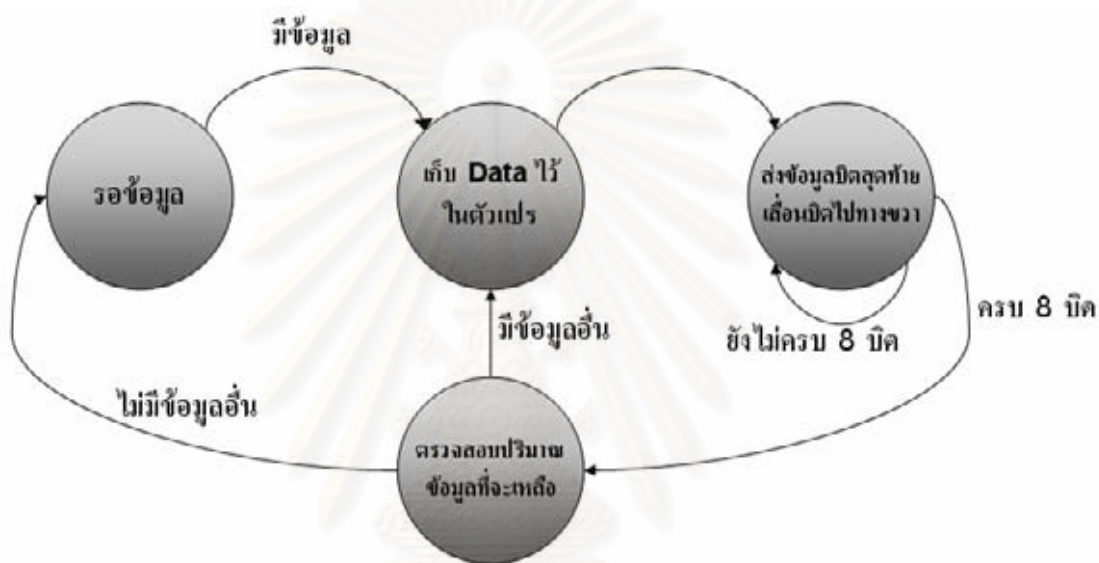 มีข้อมูล
รอข้อมูล
เก็บ Data ไว้
ในตัวแปร
ส่งข้อมูลบิตสุดท้าย
เลื่อนบิตไปทางขวา
ครบ 8 บิต
มีข้อมูลอื่น
ยังไม่ครบ 8 บิต
ไม่มีข้อมูลอื่น
ตรวจสอบปริมาณ
ข้อมูลที่จะเหลือ